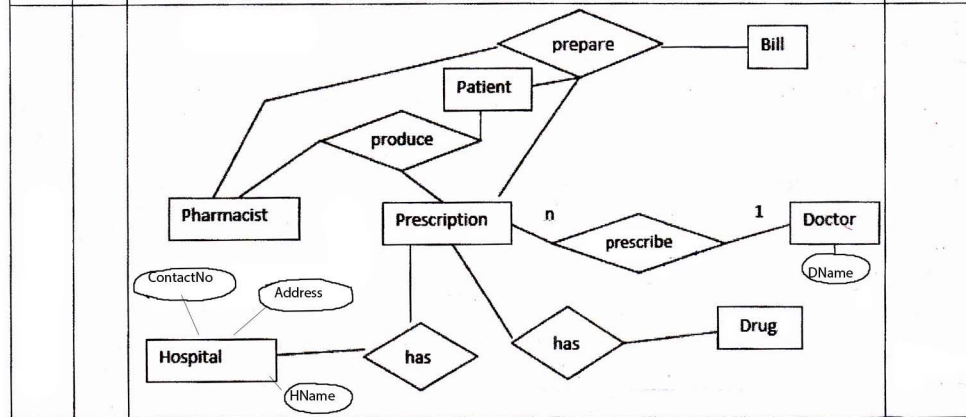 prepare
Bill
Patient
produce
Pharmacist
Prescription
n
1
Doctor
prescribe
DName
ContactNo
Address
Hospital
has
has
Drug
HName